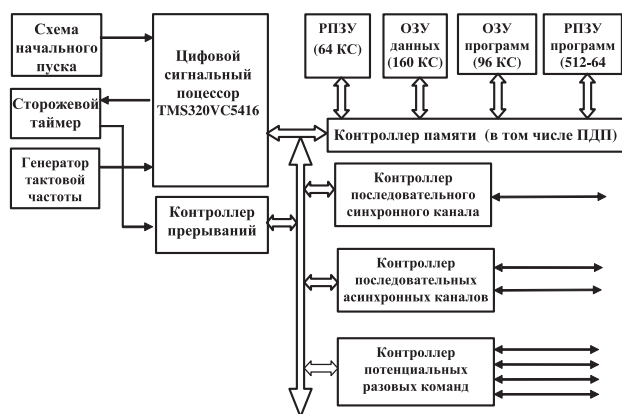 Схема
начального
пуска
Сторожевой
таймер
Генератор
тактовой
частоты
Цифовой
сигнальный
поцессор
TMS320VC5416
Контроллер
прерываний
РПЗУ
(64 КС)
ОЗУ
данных
(160 КС)
ОЗУ
программ
(96 КС)
РПЗУ
программ
(512-64
Контроллер памяти (в том числе ПДП)
Контроллер
последовательного
синхронного канала
Контроллер
последовательных
асинхронных каналов
Контроллер
потенциальных
разовых команд